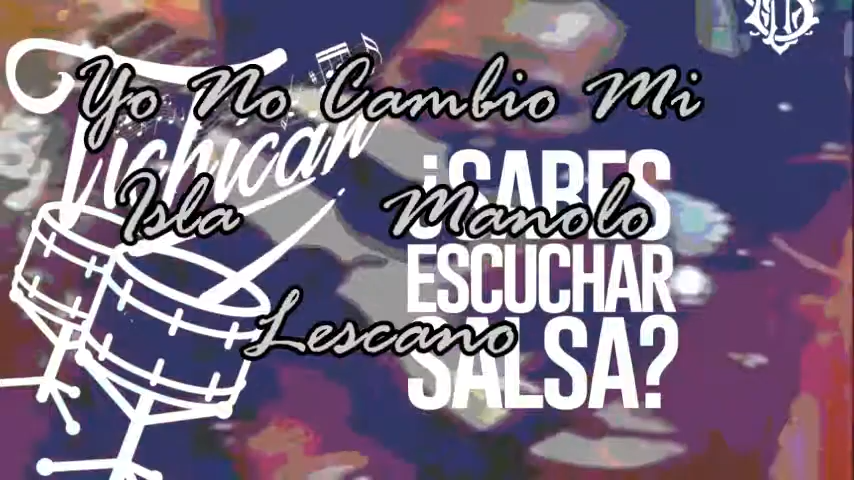 Yo No Cambio Mi
Isla Manolo
Lescano
¿SABES
ESCUCHAR
SALSA?